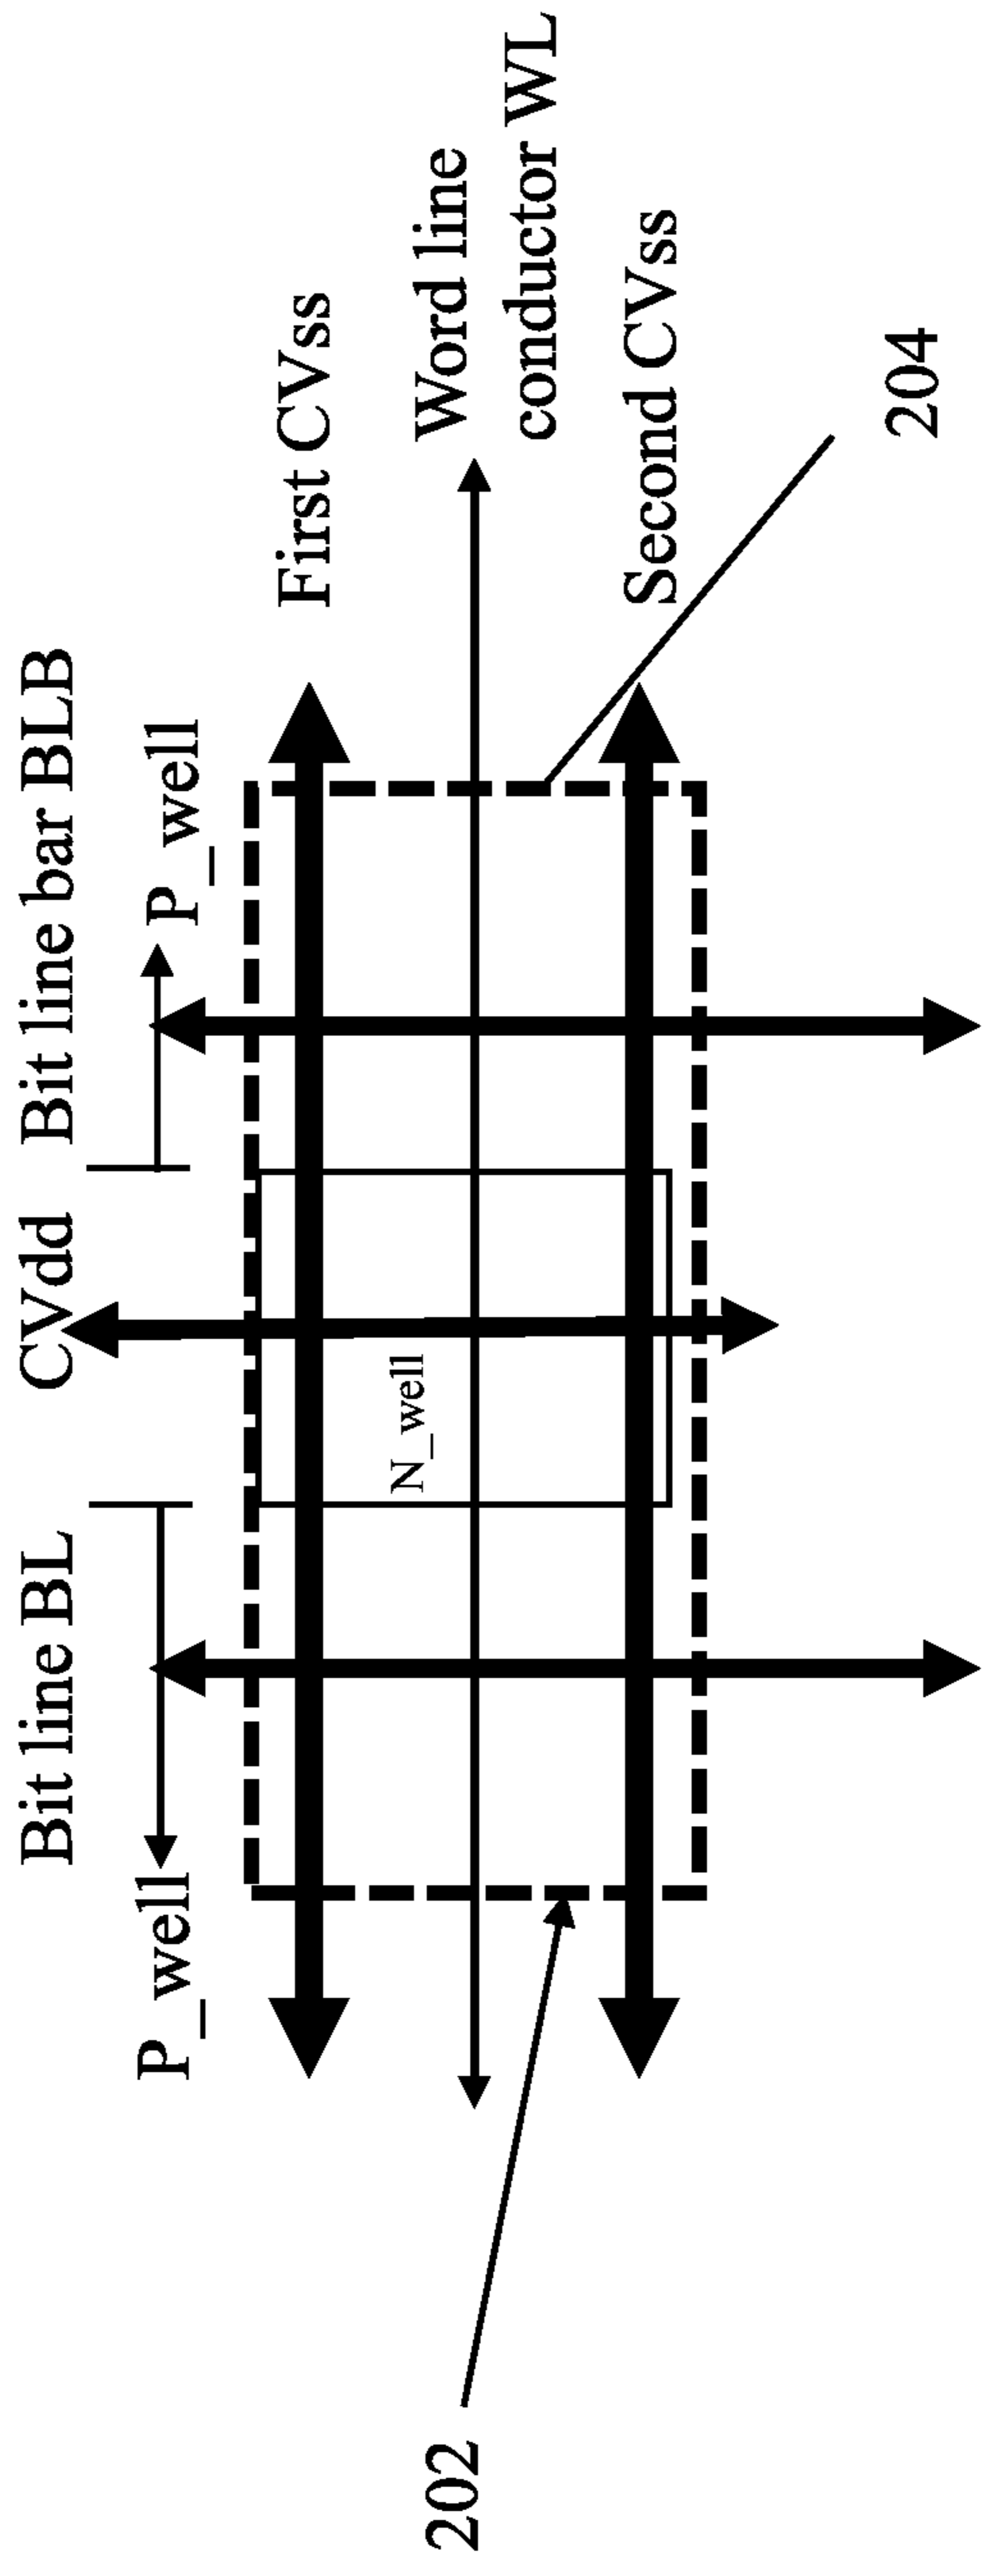 Bit line BL
CVdd
Bit line bar BLB
P_well
P_well
First CVss
N_well
Word line
conductor WL
Second CVss
202
204